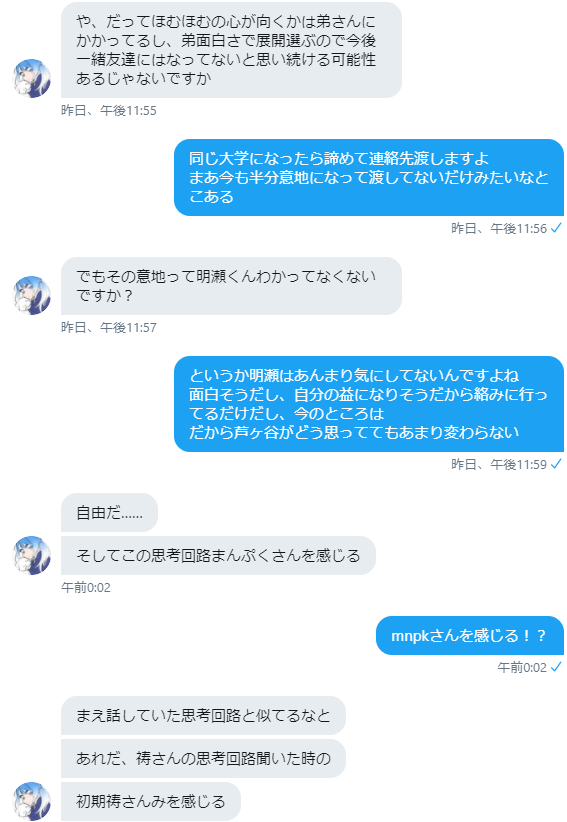 や、だってほむほむの心が向くかは弟さんに
かかってるし、弟面白さで展開選ぶので今後
一緒友達にはなってないと思い続ける可能性
あるじゃないですか
昨日、午後11:55
同じ大学になったら諦めて連絡先渡しますよ
まあ今も半分意地になって渡してないだけみたいなと
こある
昨日、午後11:56
でもその意地って明瀬くんわかってなくない
ですか？
昨日、午後11:57
というか明瀬はあんまり気にしてないんですよね
面白そうだし、自分の益になりそうだから絡みに行っ
てるだけだし、今のところは
だから芦ヶ谷がどう思っててもあまり変わらない
昨日、午後11:59
自由だ……
そしてこの思考回路まんぷくさんを感じる
午前0:02
mnpkさんを感じる！？
午前0:02
まえ話していた思考回路と似てるなと
あれだ、祷さんの思考回路聞いた時の
初期祷さんみを感じる